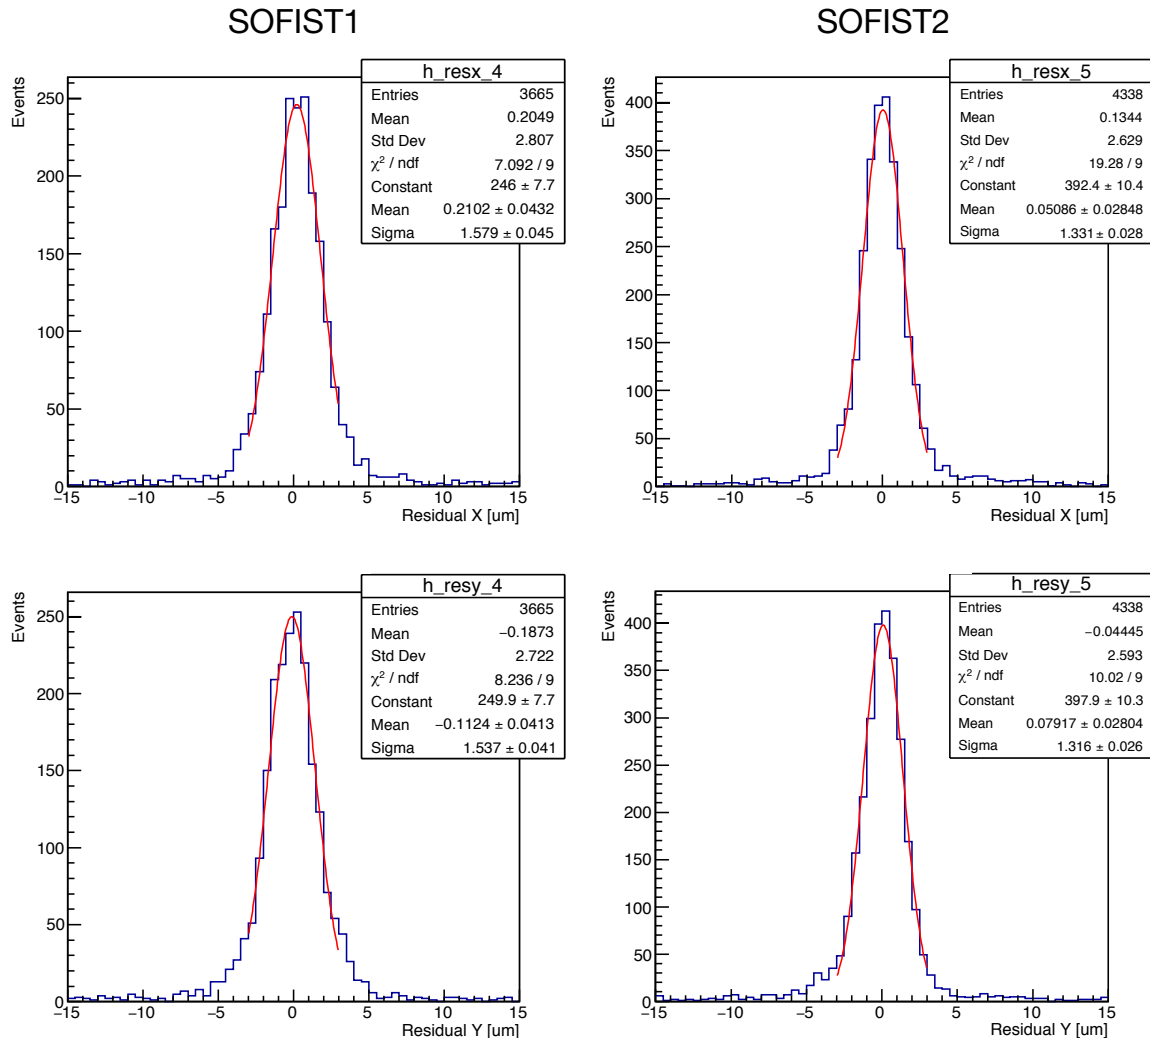 SOFIST1
SOFIST2
h_resx_4
Entries 3665
Mean 0.2049
Std Dev 2.807
χ² / ndf 7.092 / 9
Constant 246 ± 7.7
Mean 0.2102 ± 0.0432
Sigma 1.579 ± 0.045
Events
250
200
150
100
50
0
−15 −10 −5 0 5 10 15
Residual X [um]
h_resx_5
Entries 4338
Mean 0.1344
Std Dev 2.629
χ² / ndf 19.28 / 9
Constant 392.4 ± 10.4
Mean 0.05086 ± 0.02848
Sigma 1.331 ± 0.028
Events
400
350
300
250
200
150
100
50
0
−15 −10 −5 0 5 10 15
Residual X [um]
h_resy_4
Entries 3665
Mean −0.1873
Std Dev 2.722
χ² / ndf 8.236 / 9
Constant 249.9 ± 7.7
Mean −0.1124 ± 0.0413
Sigma 1.537 ± 0.041
Events
250
200
150
100
50
0
−15 −10 −5 0 5 10 15
Residual Y [um]
h_resy_5
Entries 4338
Mean −0.04445
Std Dev 2.593
χ² / ndf 10.02 / 9
Constant 397.9 ± 10.3
Mean 0.07917 ± 0.02804
Sigma 1.316 ± 0.026
Events
400
350
300
250
200
150
100
50
0
−15 −10 −5 0 5 10 15
Residual Y [um]